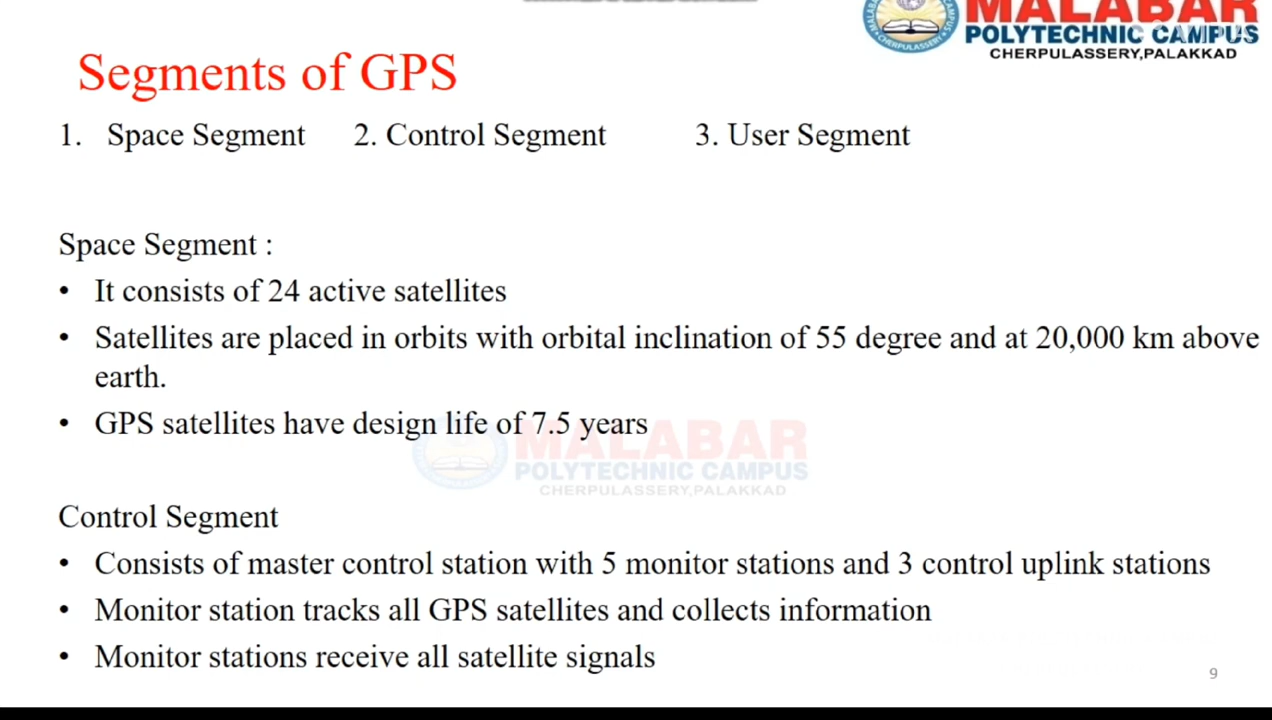 MALABAR
POLYTECHNIC CAMPUS
CHERPULASSERY,PALAKKAD
Segments of GPS
1. Space Segment 2. Control Segment 3. User Segment
Space Segment :
• It consists of 24 active satellites
• Satellites are placed in orbits with orbital inclination of 55 degree and at 20,000 km above
earth.
• GPS satellites have design life of 7.5 years
MALABAR
POLYTECHNIC CAMPUS
CHERPULASSERY,PALAKKAD
Control Segment
• Consists of master control station with 5 monitor stations and 3 control uplink stations
• Monitor station tracks all GPS satellites and collects information
• Monitor stations receive all satellite signals
9